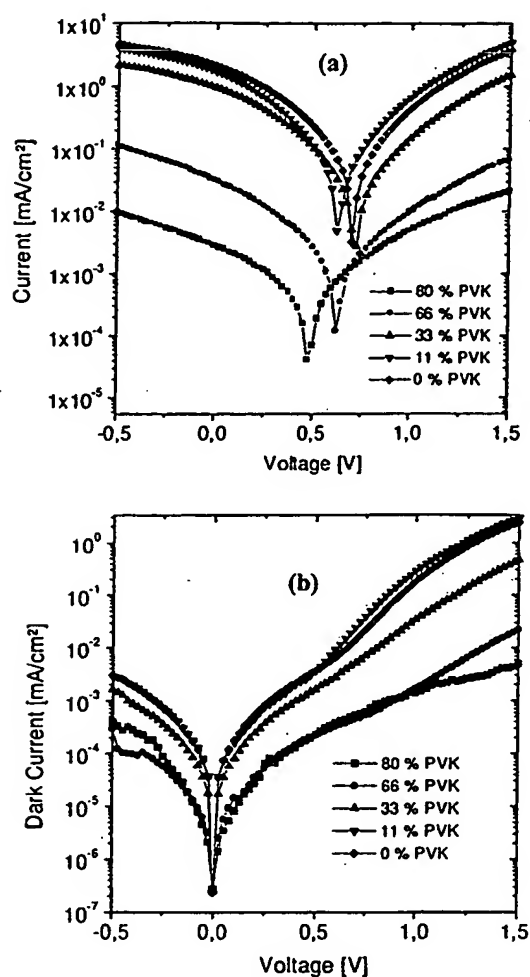 (a)
Current [mA/cm²]
1x10¹
1x10⁰
1x10⁻¹
1x10⁻²
1x10⁻³
1x10⁻⁴
1x10⁻⁵
80 % PVK
66 % PVK
33 % PVK
11 % PVK
0 % PVK
-0,5 0,0 0,5 1,0 1,5
Voltage [V]
(b)
Dark Current [mA/cm²]
10⁰
10⁻¹
10⁻²
10⁻³
10⁻⁴
10⁻⁵
10⁻⁶
10⁻⁷
80 % PVK
66 % PVK
33 % PVK
11 % PVK
0 % PVK
-0,5 0,0 0,5 1,0 1,5
Voltage [V]